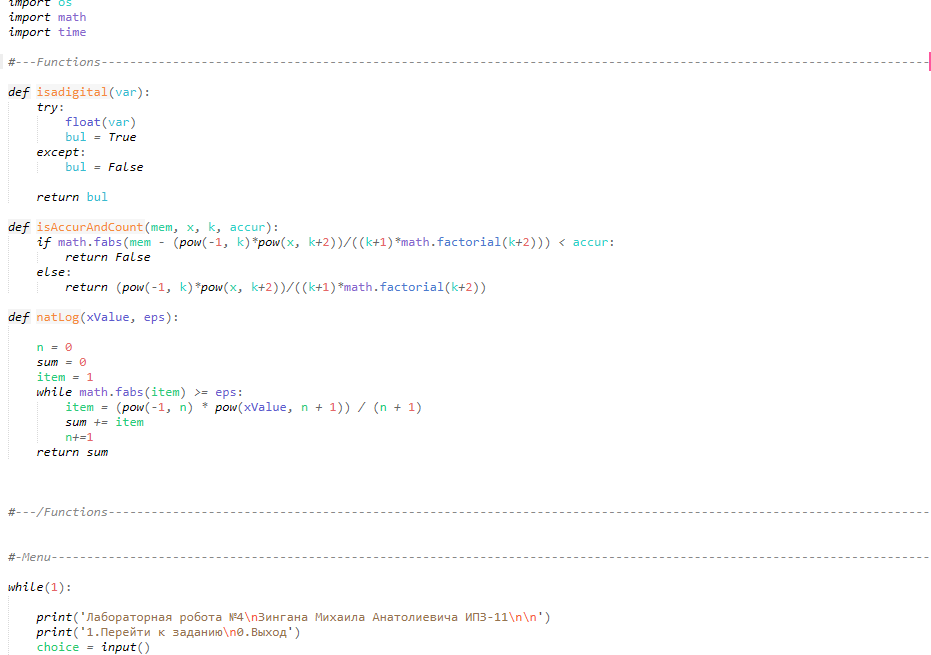 import os
import math
import time
#---Functions--------------------------------------------------------------------------------------------------------------------
def isadigital(var):
    try:
        float(var)
        bul = True
    except:
        bul = False
    return bul
def isAccurAndCount(mem, x, k, accur):
    if math.fabs(mem - (pow(-1, k)*pow(x, k+2))/((k+1)*math.factorial(k+2))) < accur:
        return False
    else:
        return (pow(-1, k)*pow(x, k+2))/((k+1)*math.factorial(k+2))
def natLog(xValue, eps):
    n = 0
    sum = 0
    item = 1
    while math.fabs(item) >= eps:
        item = (pow(-1, n) * pow(xValue, n + 1)) / (n + 1)
        sum += item
        n+=1
    return sum
#---/Functions-------------------------------------------------------------------------------------------------------------------
#-Menu---------------------------------------------------------------------------------------------------------------------------
while(1):
    print('Лабораторная робота №4\nЗингана Михаила Анатолиевича ИПЗ-11\n\n')
    print('1.Перейти к заданию\n0.Выход')
    choice = input()